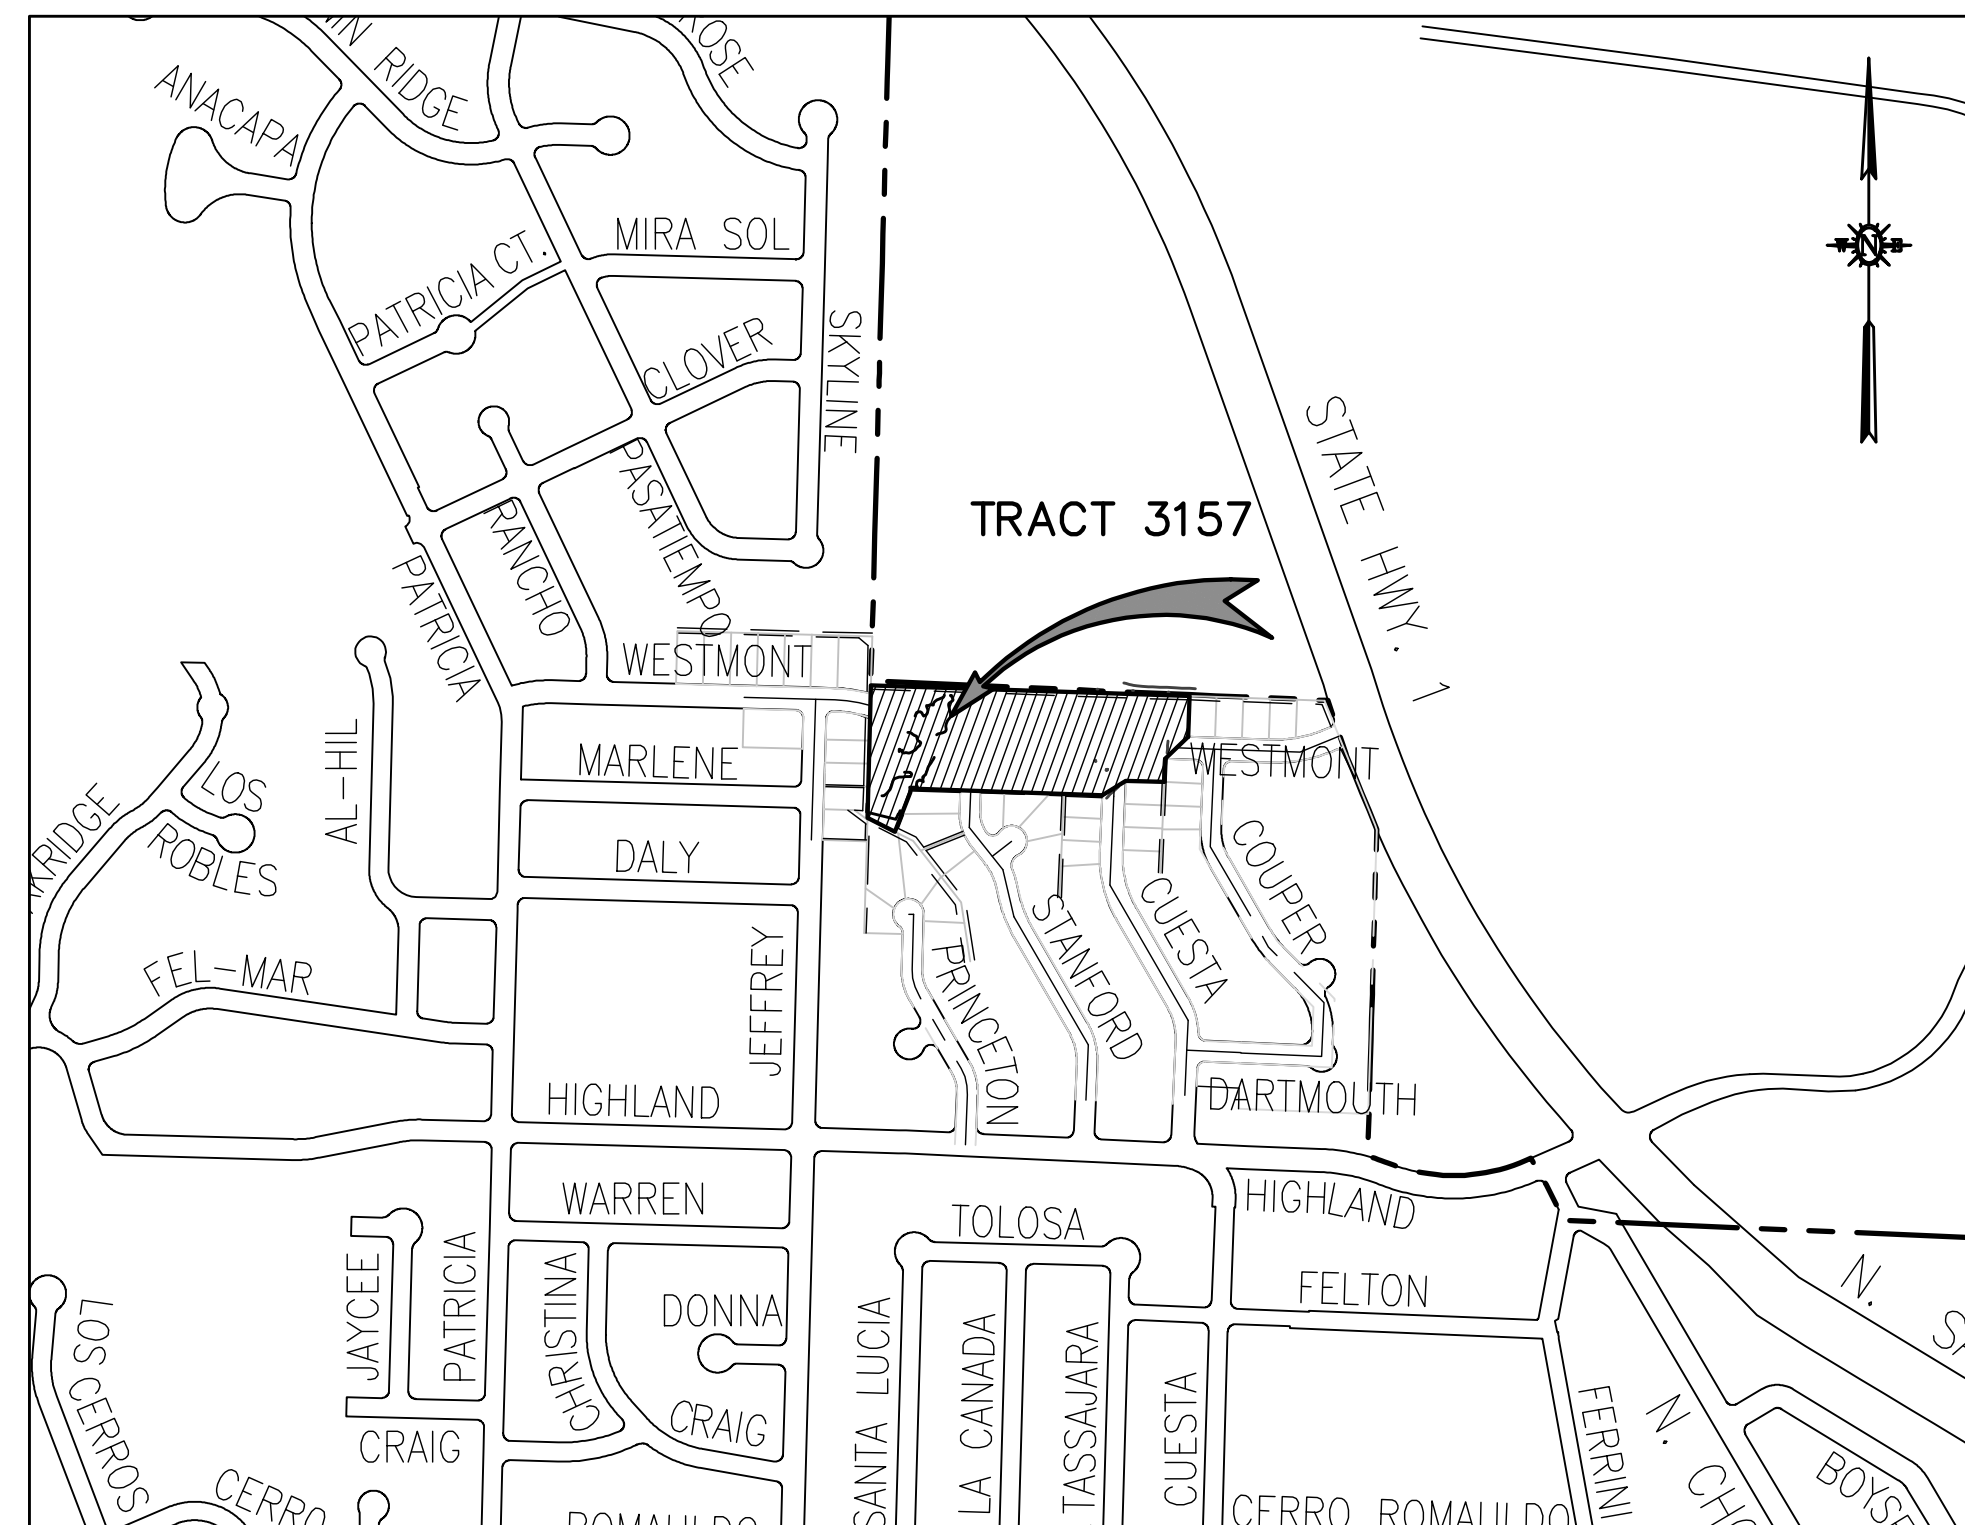 RIDGE
ANACAPA
MIRA SOL
PATRICIA CT.
CLOVER
SKYLINE
STATE HWY. 1
TRACT 3157
PASATIEMPO
RANCHO
PATRICIA
WESTMONT
WESTMONT
MARLENE
AL-HIL
LOS
ROBLES
DALY
COUPER
CUESTA
STANFORD
PRINCETON
FEL-MAR
JEFFREY
HIGHLAND
DARTMOUTH
WARREN
HIGHLAND
TOLOSA
FELTON
N.
JAYCEE
PATRICIA
CHRISTINA
DONNA
SANTA LUCIA
LA CANADA
TASSAJARA
CUESTA
LOS CERROS
CRAIG
CRAIG
FERRINI
N.
CERRO
CERRO ROMAULDO
ROMAULDO
N
W
E